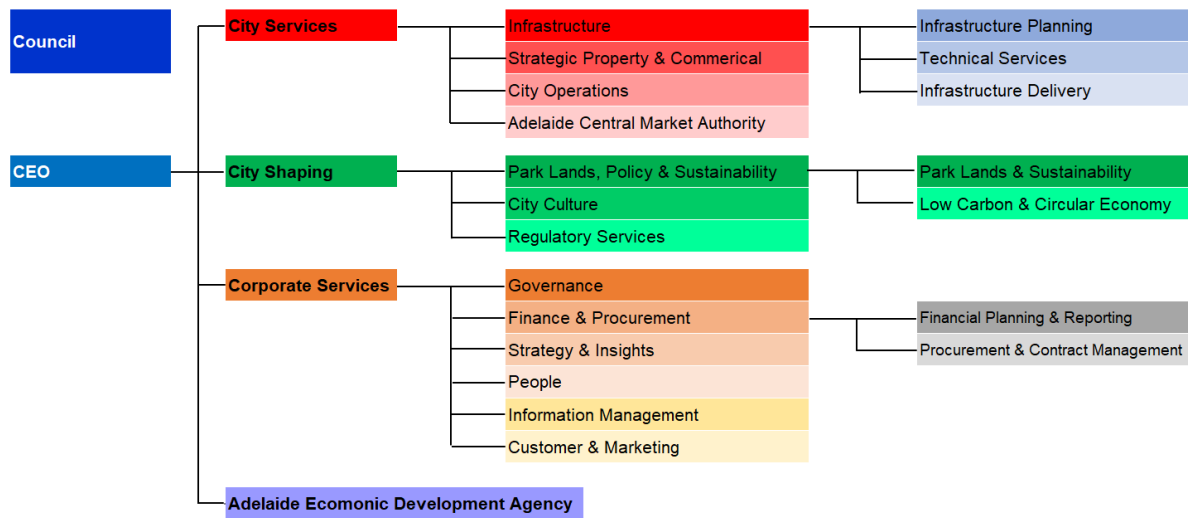 Council
CEO
City Services
Infrastructure
Strategic Property & Commerical
City Operations
Adelaide Central Market Authority
Infrastructure Planning
Technical Services
Infrastructure Delivery
City Shaping
Park Lands, Policy & Sustainability
City Culture
Regulatory Services
Park Lands & Sustainability
Low Carbon & Circular Economy
Corporate Services
Governance
Finance & Procurement
Strategy & Insights
People
Information Management
Customer & Marketing
Financial Planning & Reporting
Procurement & Contract Management
Adelaide Ecomonic Development Agency